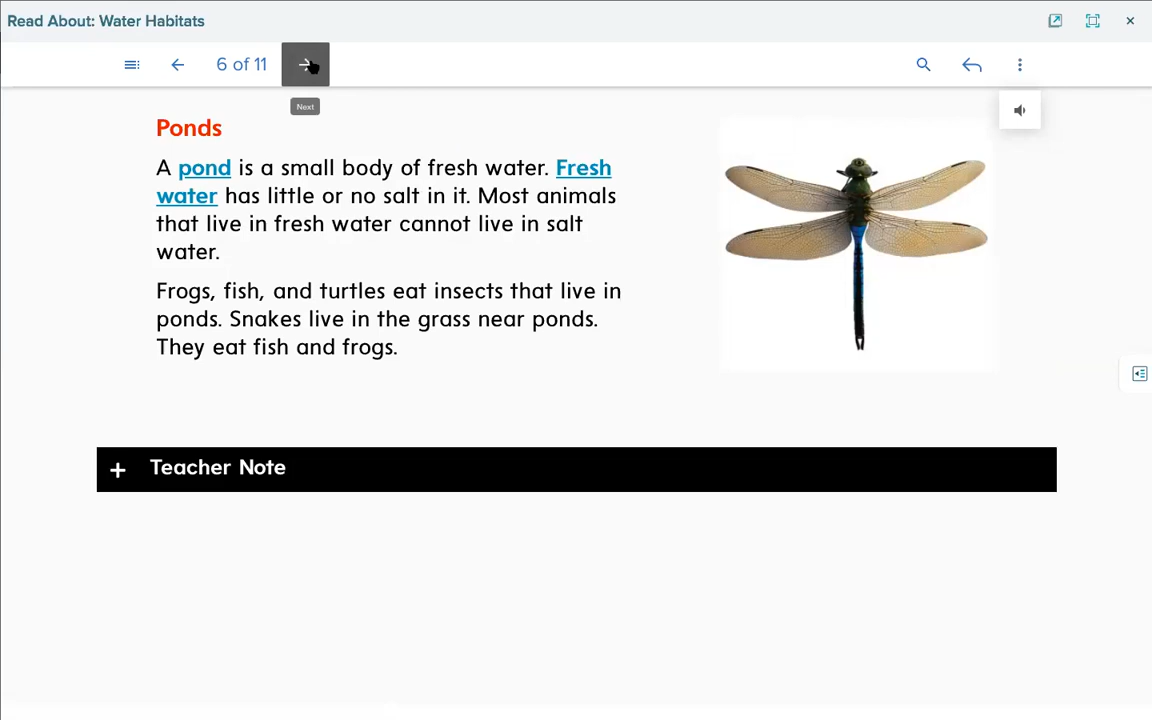 Read About: Water Habitats
6 of 11
Next
Ponds
A pond is a small body of fresh water. Fresh
water has little or no salt in it. Most animals
that live in fresh water cannot live in salt
water.
Frogs, fish, and turtles eat insects that live in
ponds. Snakes live in the grass near ponds.
They eat fish and frogs.
+ Teacher Note